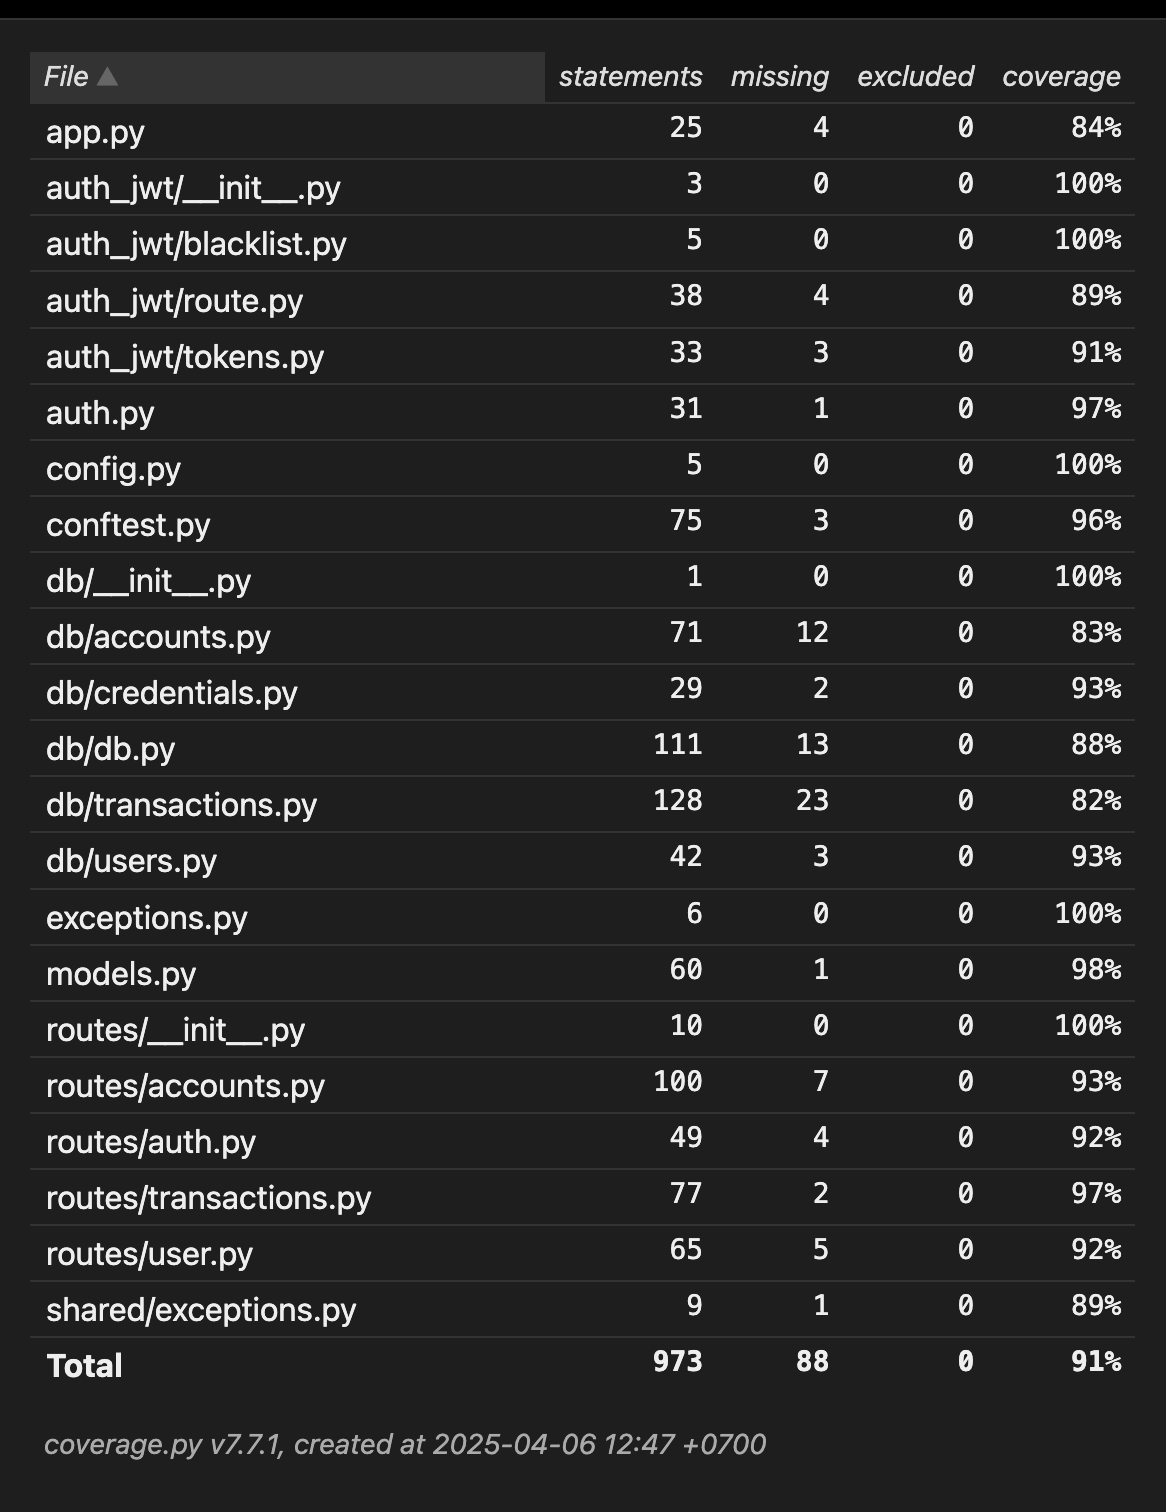 File ▲ statements missing excluded coverage
app.py 25 4 0 84%
auth_jwt/__init__.py 3 0 0 100%
auth_jwt/blacklist.py 5 0 0 100%
auth_jwt/route.py 38 4 0 89%
auth_jwt/tokens.py 33 3 0 91%
auth.py 31 1 0 97%
config.py 5 0 0 100%
conftest.py 75 3 0 96%
db/__init__.py 1 0 0 100%
db/accounts.py 71 12 0 83%
db/credentials.py 29 2 0 93%
db/db.py 111 13 0 88%
db/transactions.py 128 23 0 82%
db/users.py 42 3 0 93%
exceptions.py 6 0 0 100%
models.py 60 1 0 98%
routes/__init__.py 10 0 0 100%
routes/accounts.py 100 7 0 93%
routes/auth.py 49 4 0 92%
routes/transactions.py 77 2 0 97%
routes/user.py 65 5 0 92%
shared/exceptions.py 9 1 0 89%
Total 973 88 0 91%
coverage.py v7.7.1, created at 2025-04-06 12:47 +0700